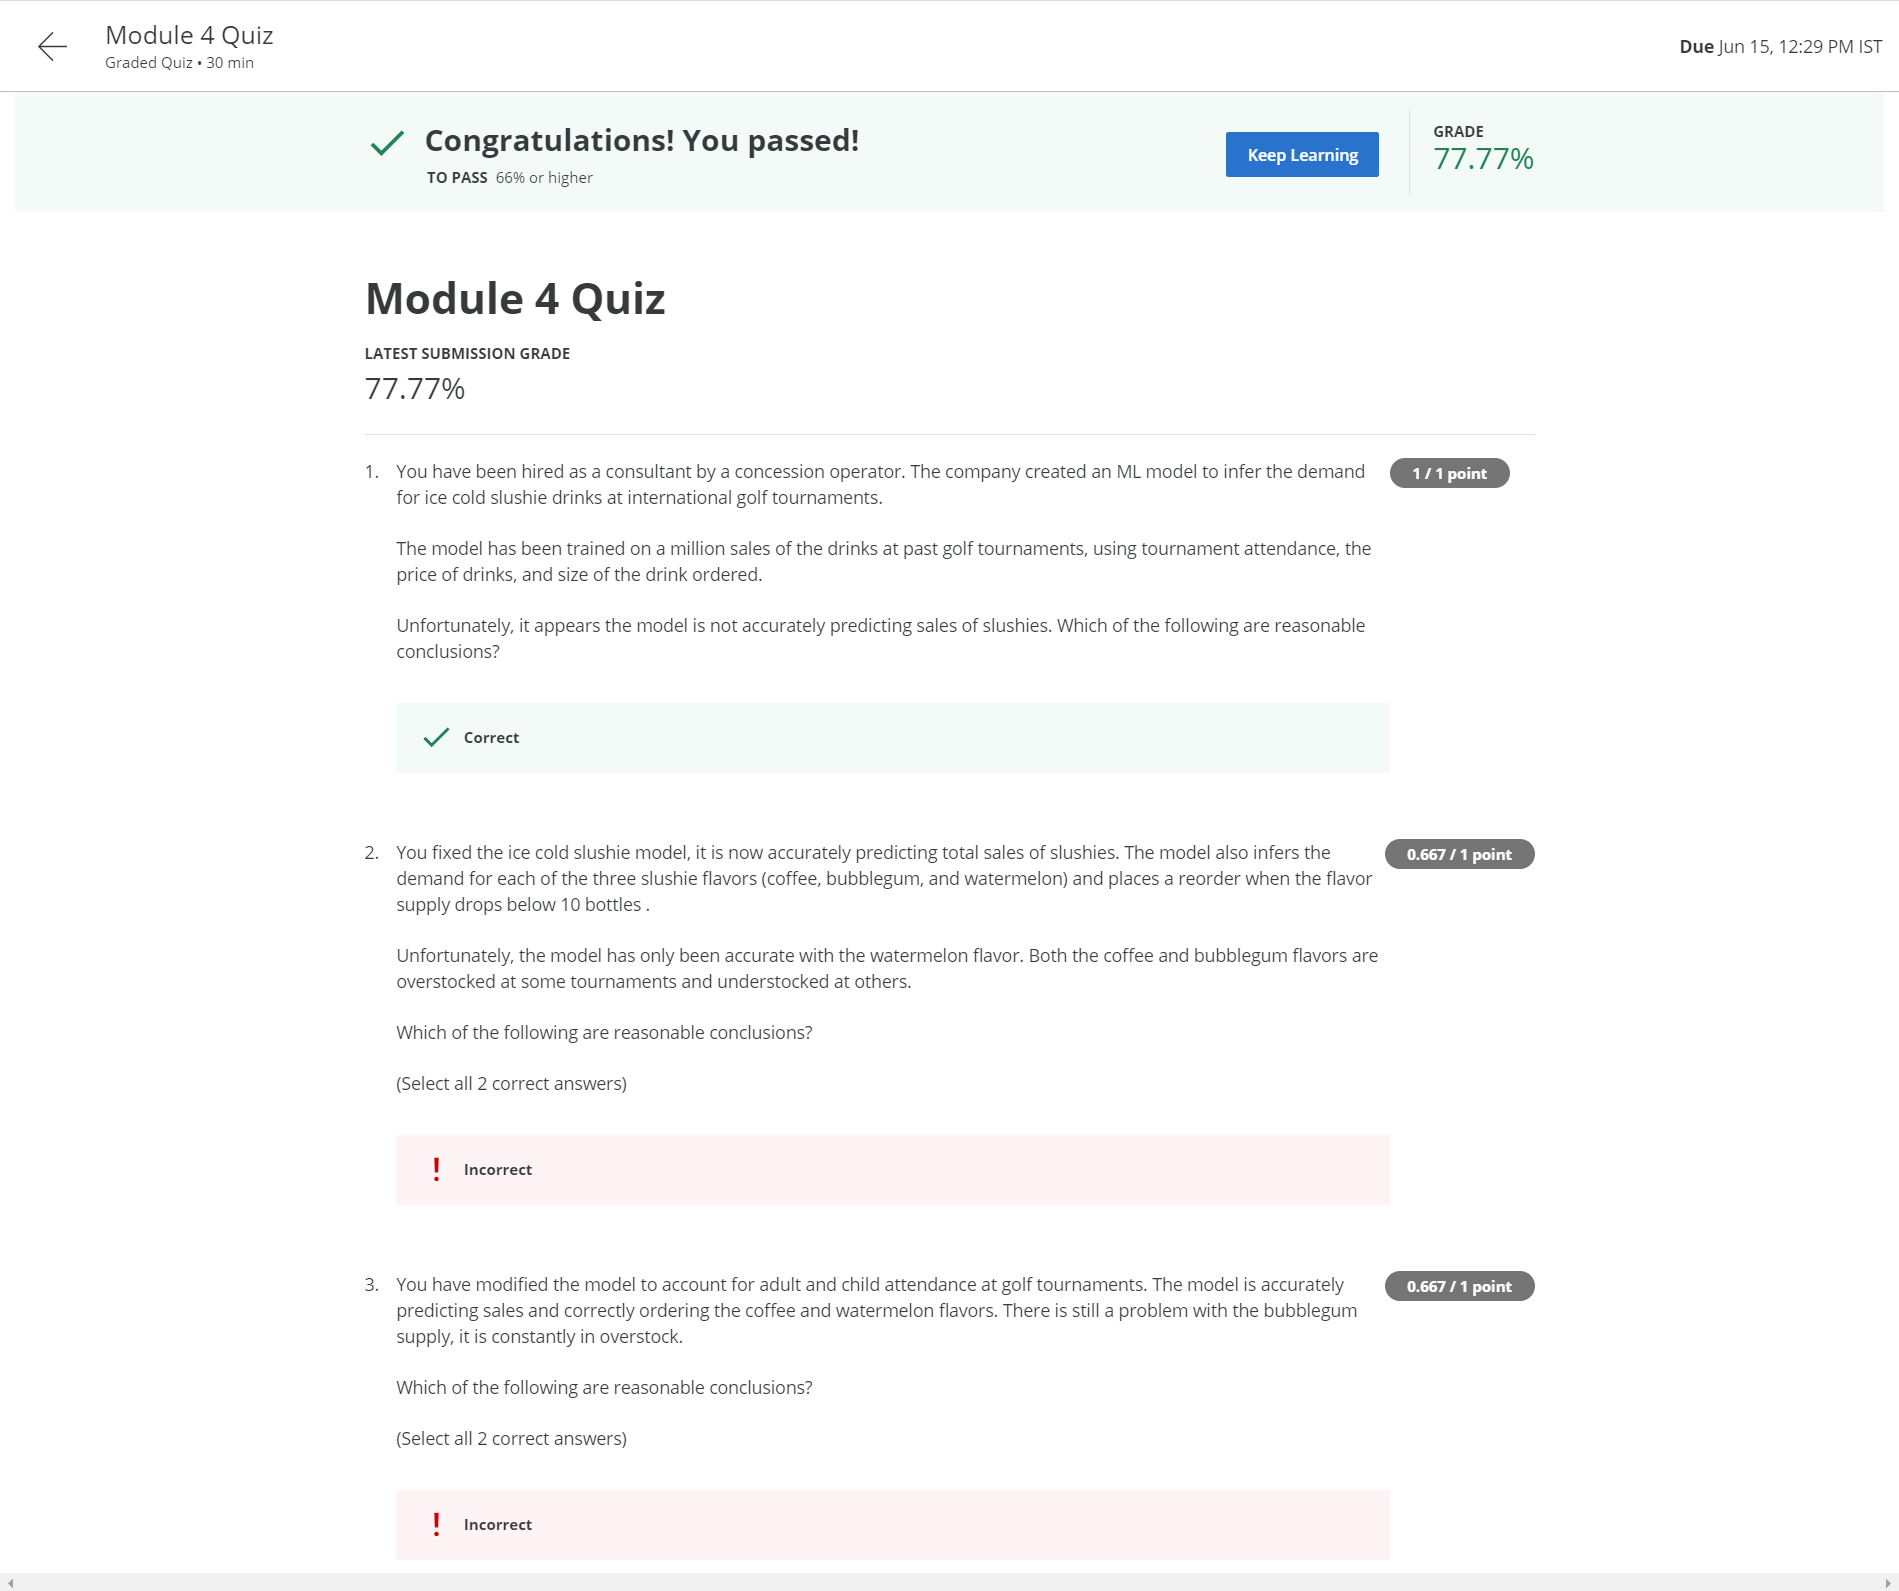 Module 4 Quiz
Graded Quiz • 30 min
Due Jun 15, 12:29 PM IST
Congratulations! You passed!
TO PASS 66% or higher
Keep Learning
GRADE
77.77%
Module 4 Quiz
LATEST SUBMISSION GRADE
77.77%
1. You have been hired as a consultant by a concession operator. The company created an ML model to infer the demand
for ice cold slushie drinks at international golf tournaments.
1 / 1 point
The model has been trained on a million sales of the drinks at past golf tournaments, using tournament attendance, the
price of drinks, and size of the drink ordered.
Unfortunately, it appears the model is not accurately predicting sales of slushies. Which of the following are reasonable
conclusions?
Correct
2. You fixed the ice cold slushie model, it is now accurately predicting total sales of slushies. The model also infers the
demand for each of the three slushie flavors (coffee, bubblegum, and watermelon) and places a reorder when the flavor
supply drops below 10 bottles .
0.667 / 1 point
Unfortunately, the model has only been accurate with the watermelon flavor. Both the coffee and bubblegum flavors are
overstocked at some tournaments and understocked at others.
Which of the following are reasonable conclusions?
(Select all 2 correct answers)
Incorrect
3. You have modified the model to account for adult and child attendance at golf tournaments. The model is accurately
predicting sales and correctly ordering the coffee and watermelon flavors. There is still a problem with the bubblegum
supply, it is constantly in overstock.
0.667 / 1 point
Which of the following are reasonable conclusions?
(Select all 2 correct answers)
Incorrect